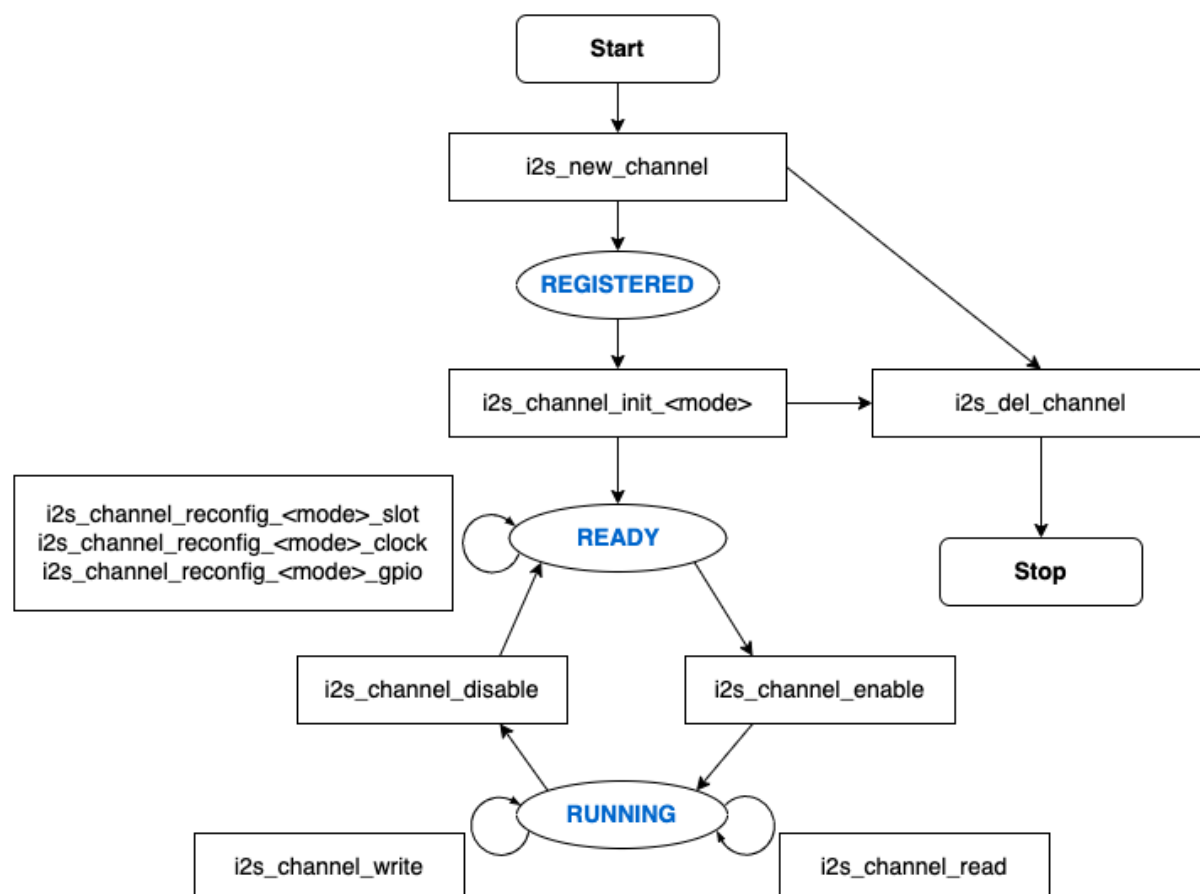 Start
i2s_new_channel
REGISTERED
i2s_channel_init_<mode>
i2s_del_channel
i2s_channel_reconfig_<mode>_slot
i2s_channel_reconfig_<mode>_clock
i2s_channel_reconfig_<mode>_gpio
READY
Stop
i2s_channel_disable
i2s_channel_enable
RUNNING
i2s_channel_write
i2s_channel_read